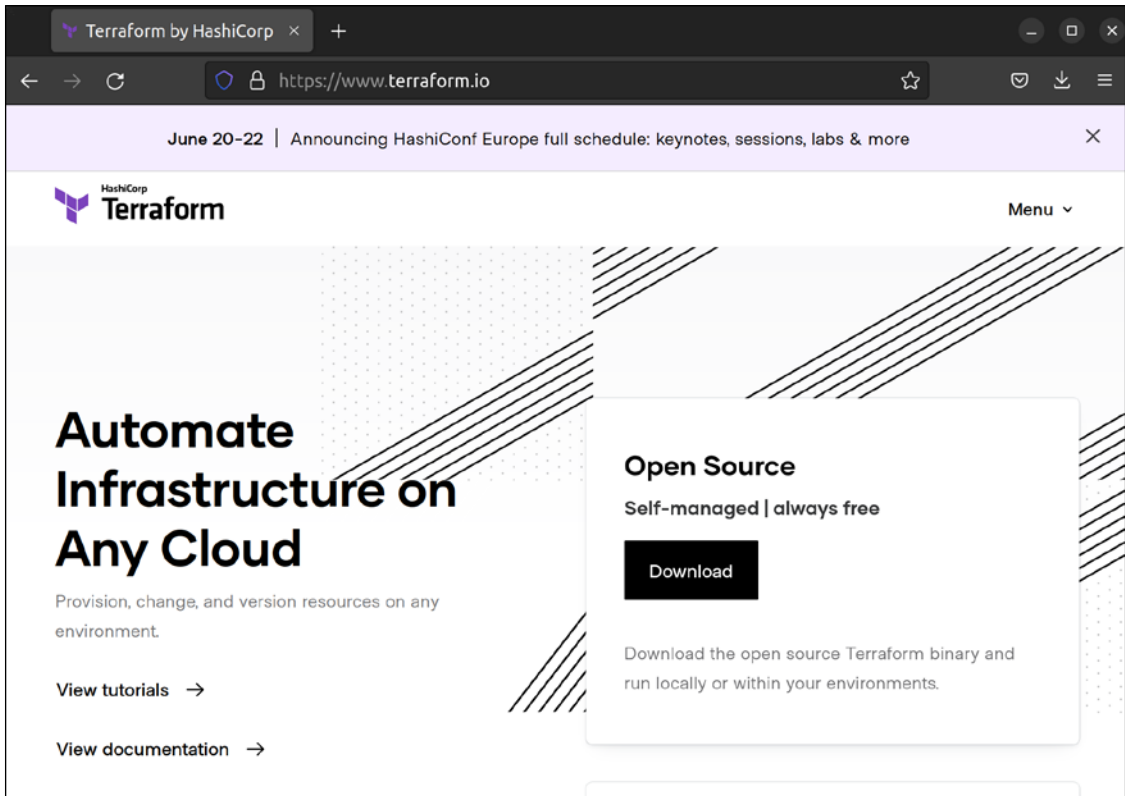 Terraform by HashiCorp
https://www.terraform.io
June 20-22 | Announcing HashiConf Europe full schedule: keynotes, sessions, labs & more
HashiCorp
Terraform
Menu
Automate
Infrastructure on
Any Cloud
Provision, change, and version resources on any
environment.
View tutorials →
View documentation →
Open Source
Self-managed | always free
Download
Download the open source Terraform binary and
run locally or within your environments.